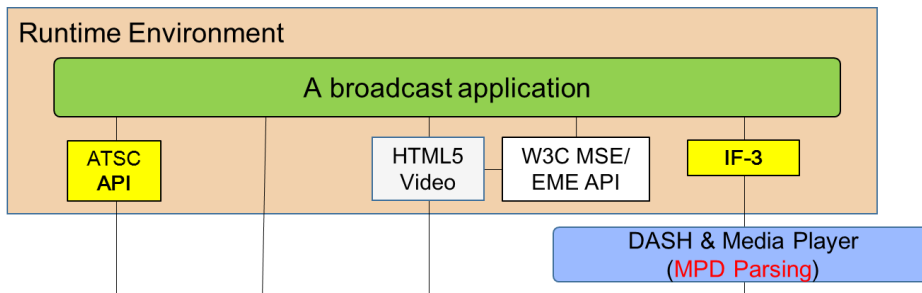 Runtime Environment
A broadcast application
ATSC
API
HTML5
Video
W3C MSE/
EME API
IF-3
DASH & Media Player
(MPD Parsing)